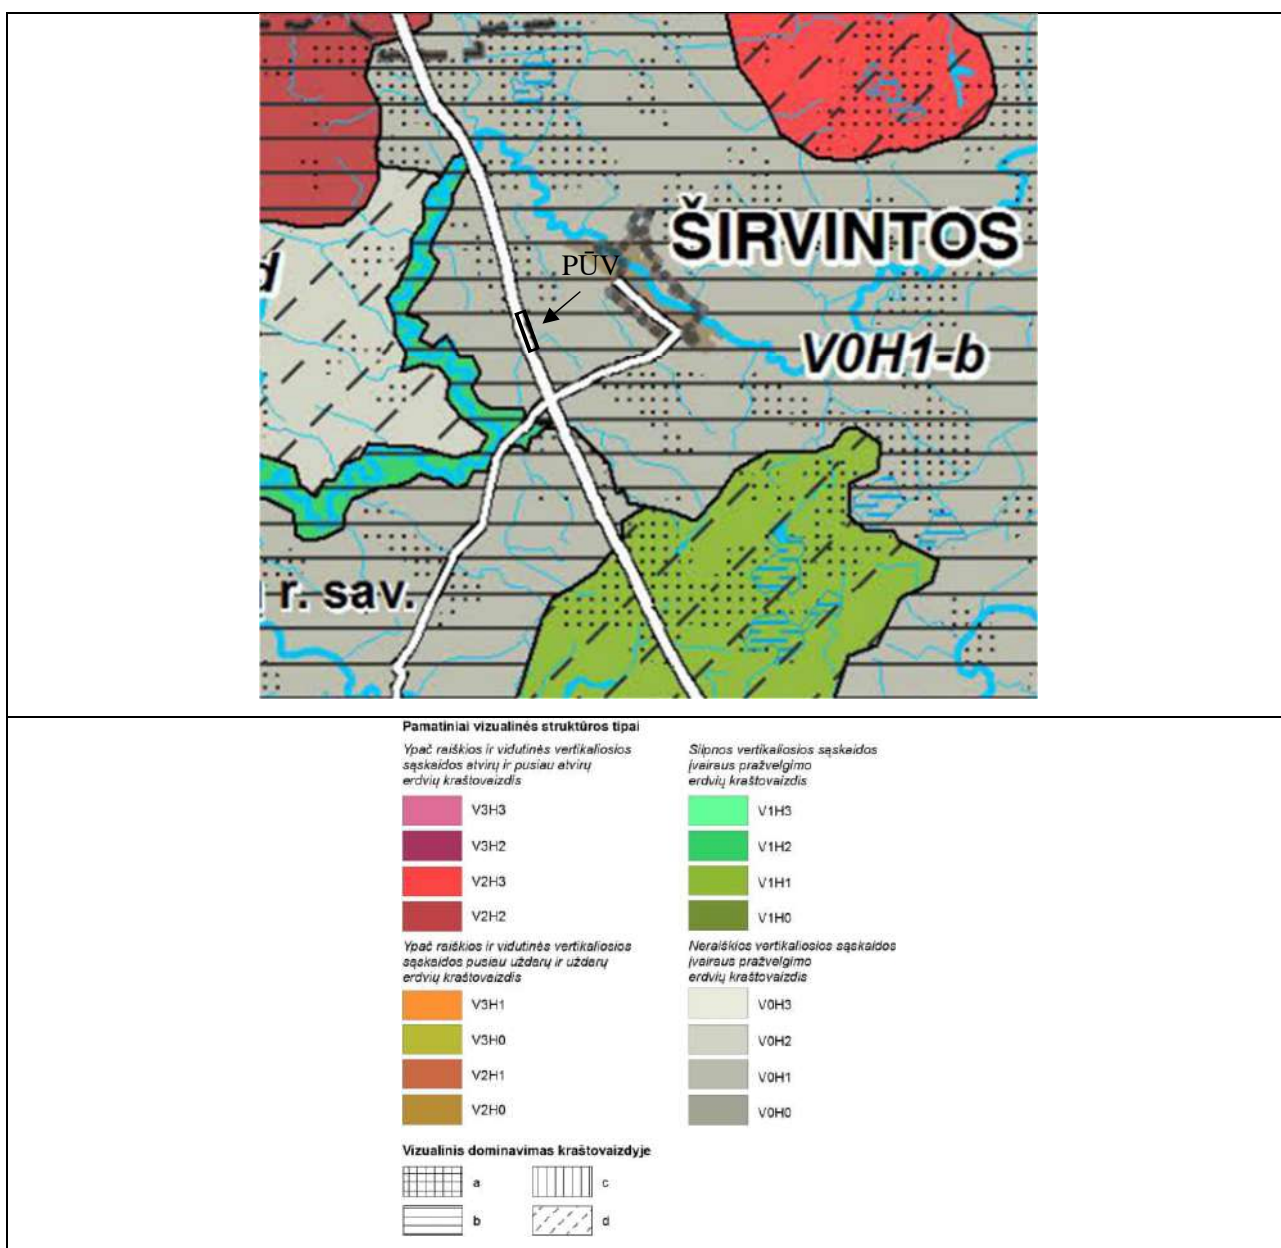 ŠIRVINTOS
d
PŪV
V0H1-b
r. sav.
Pamatiniai vizualinės struktūros tipai
Ypač raiškios ir vidutinės vertikaliosios
sąskaidos atvirų ir pusiau atvirų
erdvių kraštovaizdis
V3H3
V3H2
V2H3
V2H2
Ypač raiškios ir vidutinės vertikaliosios
sąskaidos pusiau uždarų ir uždarų
erdvių kraštovaizdis
V3H1
V3H0
V2H1
V2H0
Silpnos vertikaliosios sąskaidos
įvairaus pražvelgimo
erdvių kraštovaizdis
V1H3
V1H2
V1H1
V1H0
Neraiškios vertikaliosios sąskaidos
įvairaus pražvelgimo
erdvių kraštovaizdis
V0H3
V0H2
V0H1
V0H0
Vizualinis dominavimas kraštovaizdyje
a
c
b
d